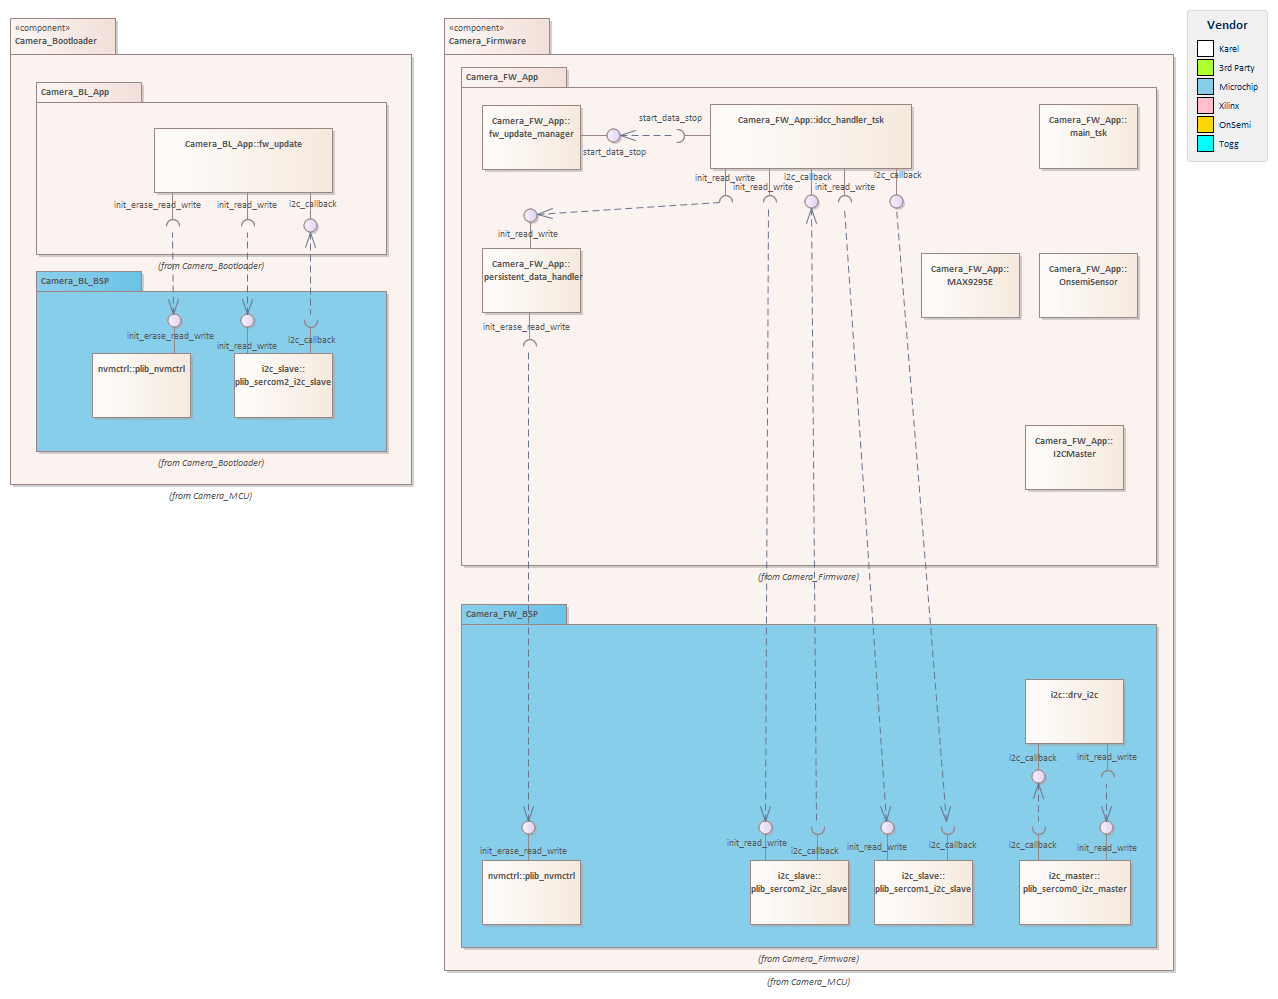 «component»
Camera_Bootloader
Camera_BL_App
Camera_BL_App::fw_update
init_erase_read_write
init_read_write
i2c_callback
(from Camera_Bootloader)
Camera_BL_BSP
init_erase_read_write
init_read_write
i2c_callback
nvmctrl::plib_nvmctrl
i2c_slave::
plib_sercom2_i2c_slave
(from Camera_Bootloader)
(from Camera_MCU)
«component»
Camera_Firmware
Camera_FW_App
Camera_FW_App::
fw_update_manager
start_data_stop
start_data_stop
Camera_FW_App::idcc_handler_tsk
Camera_FW_App::
main_tsk
init_read_write
init_read_write
i2c_callback
init_read_write
i2c_callback
init_read_write
Camera_FW_App::
persistent_data_handler
init_erase_read_write
Camera_FW_App::
MAX9295E
Camera_FW_App::
OnsemiSensor
Camera_FW_App::
I2CMaster
(from Camera_Firmware)
Camera_FW_BSP
i2c::drv_i2c
i2c_callback
init_read_write
init_erase_read_write
init_read_write
i2c_callback
init_read_write
i2c_callback
i2c_callback
init_read_write
nvmctrl::plib_nvmctrl
i2c_slave::
plib_sercom2_i2c_slave
i2c_slave::
plib_sercom1_i2c_slave
i2c_master::
plib_sercom0_i2c_master
(from Camera_Firmware)
(from Camera_MCU)
Vendor
Karel
3rd Party
Microchip
Xilinx
OnSemi
Togg